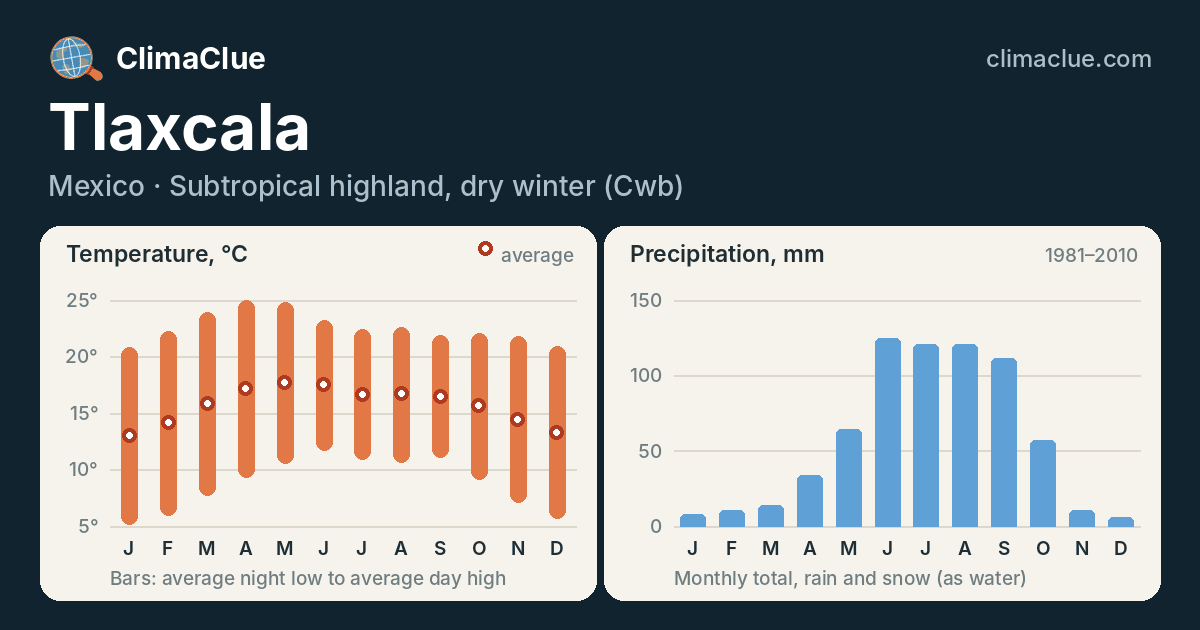 ClimaClue
climaclue.com
Tlaxcala
Mexico · Subtropical highland, dry winter (Cwb)
Temperature, °C
average
25°
20°
15°
10°
5°
J F M A M J J A S O N D
Bars: average night low to average day high
Precipitation, mm
1981–2010
150
100
50
0
J F M A M J J A S O N D
Monthly total, rain and snow (as water)